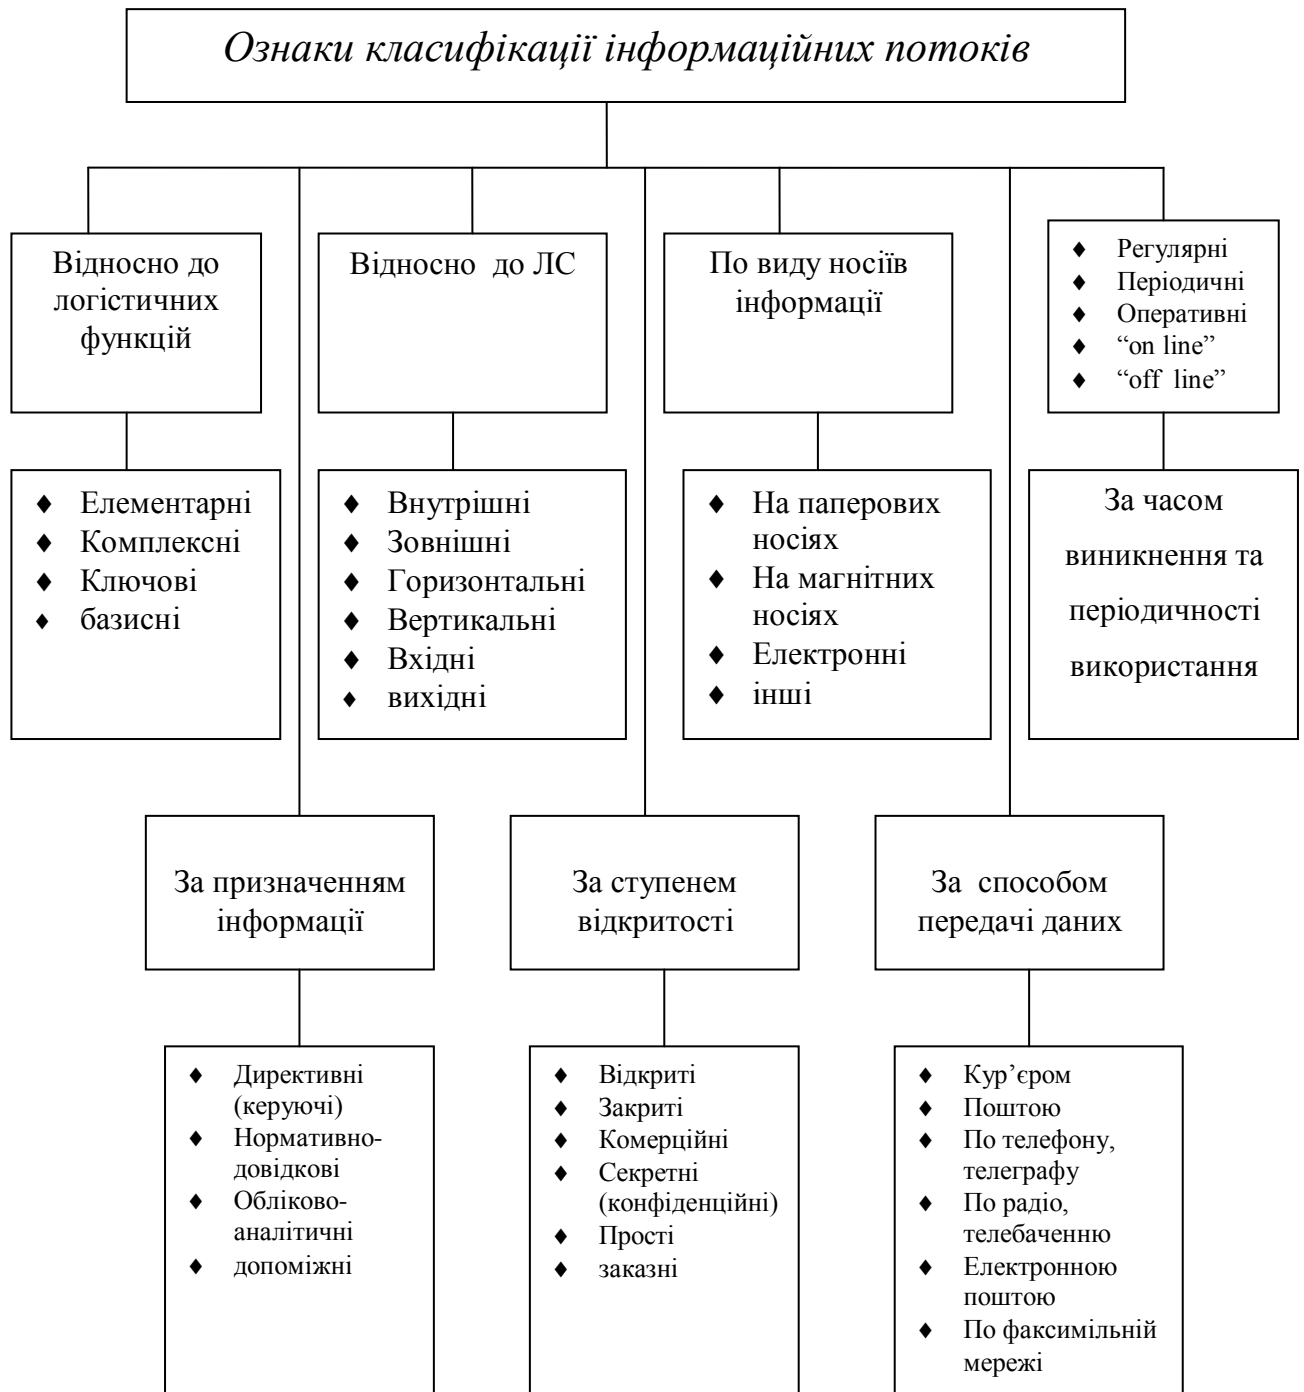 Ознаки класифікації інформаційних потоків
Відносно до
логістичних
функцій
Відносно до ЛС
По виду носіїв
інформації
♦ Регулярні
♦ Періодичні
♦ Оперативні
♦ “on line”
♦ “off line”
♦ Елементарні
♦ Комплексні
♦ Ключові
♦ базисні
♦ Внутрішні
♦ Зовнішні
♦ Горизонтальні
♦ Вертикальні
♦ Вхідні
♦ вихідні
♦ На паперових
носіях
♦ На магнітних
носіях
♦ Електронні
♦ інші
За часом
виникнення та
періодичності
використання
За призначенням
інформації
За ступенем
відкритості
За способом
передачі даних
♦ Директивні
(керуючі)
♦ Нормативно-
довідкові
♦ Обліково-
аналітичні
♦ допоміжні
♦ Відкриті
♦ Закриті
♦ Комерційні
♦ Секретні
(конфіденційні)
♦ Прості
♦ заказні
♦ Кур’єром
♦ Поштою
♦ По телефону,
телеграфу
♦ По радіо,
телебаченню
♦ Електронною
поштою
♦ По факсимільній
мережі